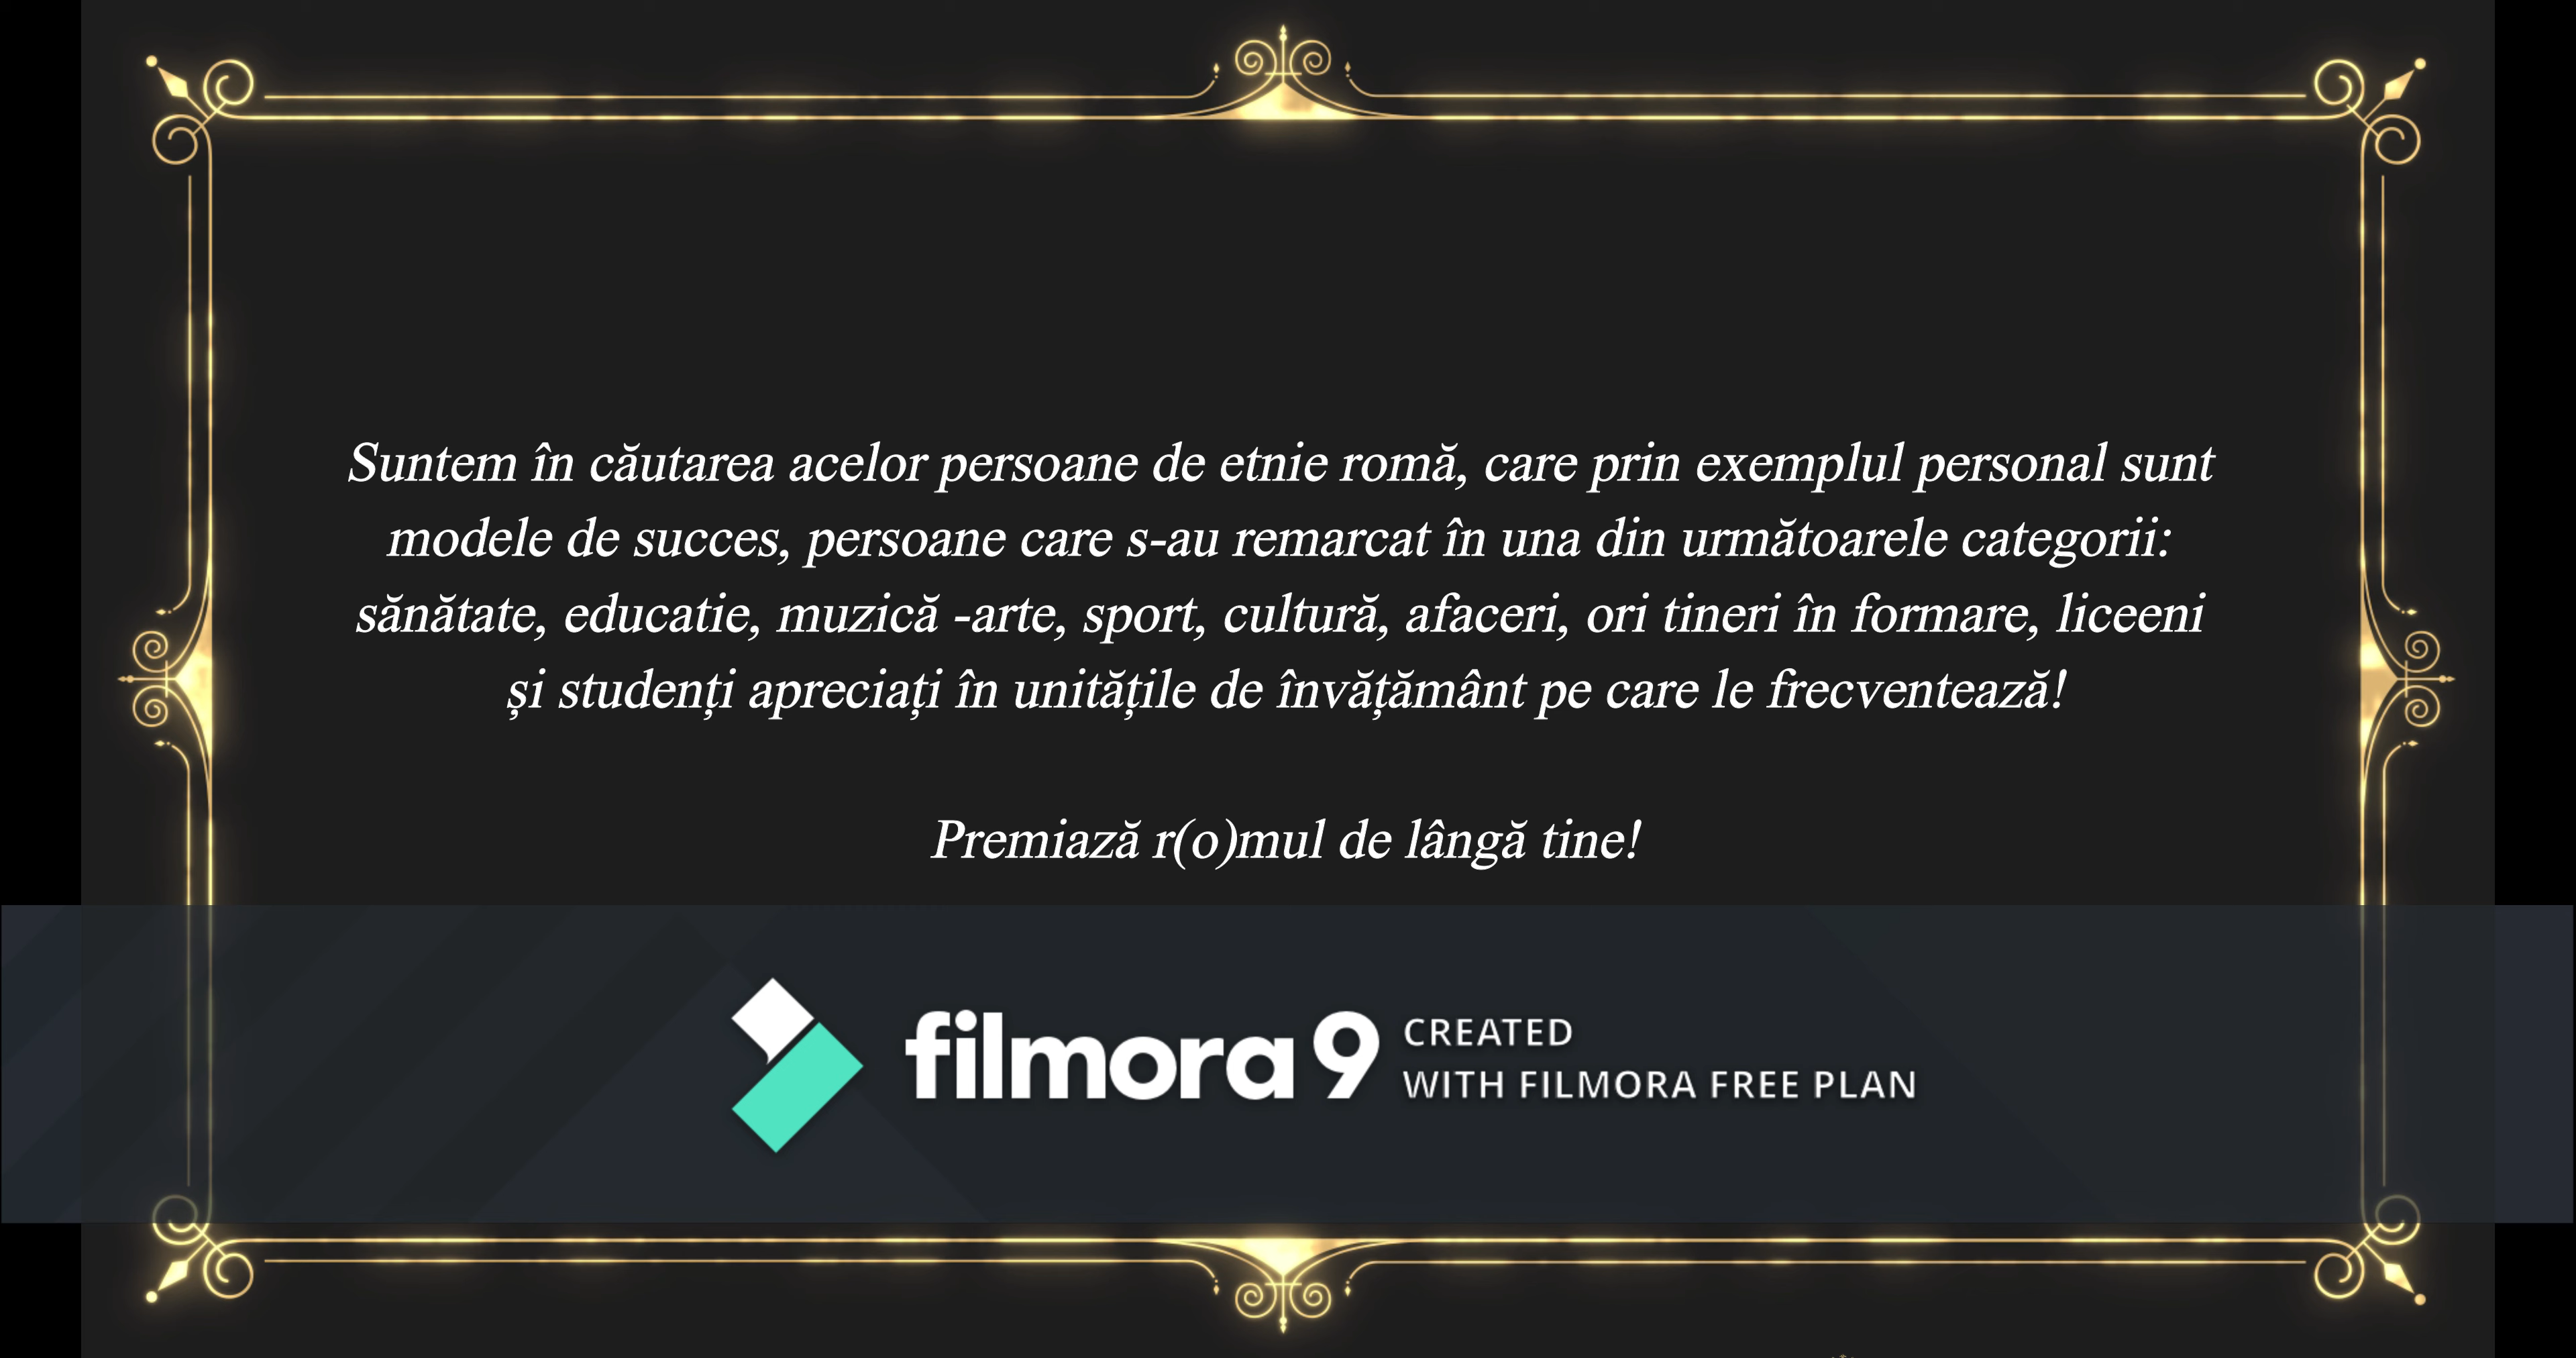 Suntem în căutarea acelor persoane de etnie romă, care prin exemplul personal sunt
modele de succes, persoane care s-au remarcat în una din următoarele categorii:
sănătate, educatie, muzică -arte, sport, cultură, afaceri, ori tineri în formare, liceeni
și studenți apreciați în unitățile de învățământ pe care le frecventează!
Premiază r(o)mul de lângă tine!
filmora 9
CREATED
WITH FILMORA FREE PLAN